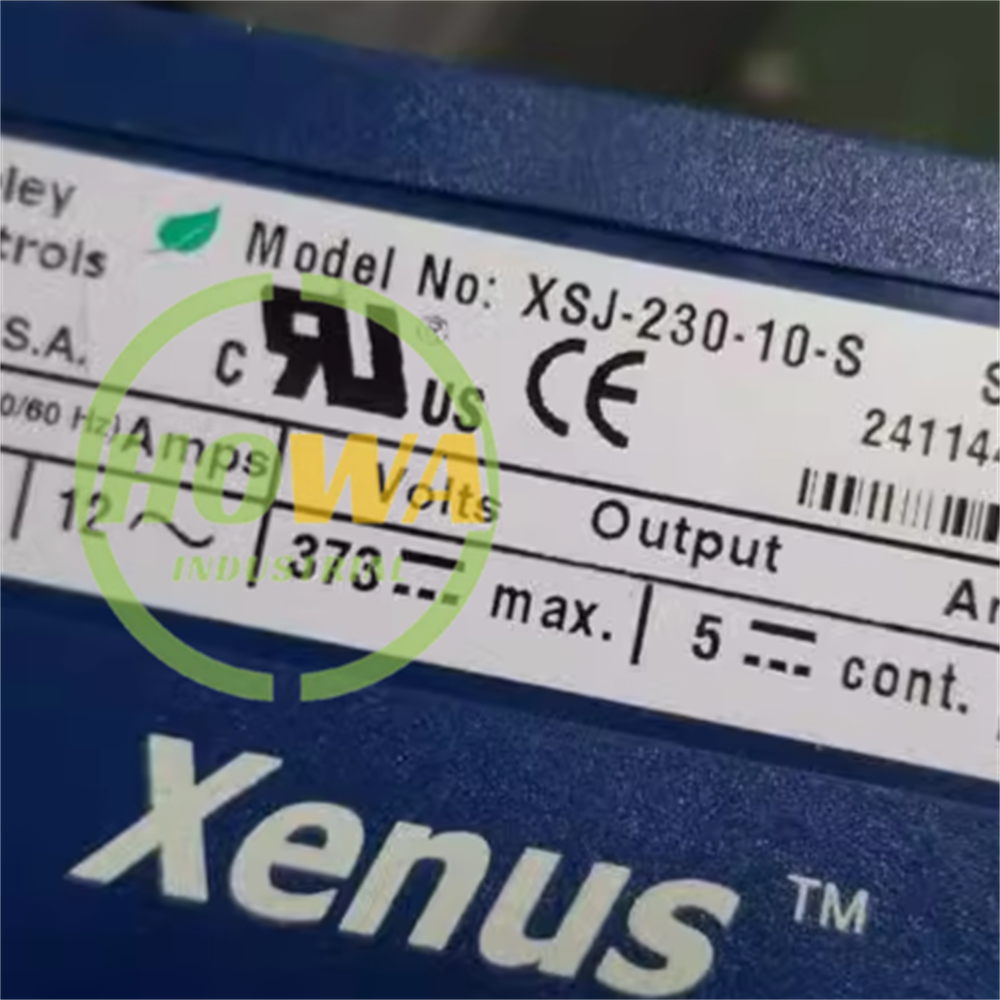 ley
trols
Model No: XSJ-230-10-S
S.A.
C US
CE
24114
0/60 Hz) Amps
Volts
Output
12
373 max.
5 cont.
HOWA
INDUSTRIAL
Xenus™